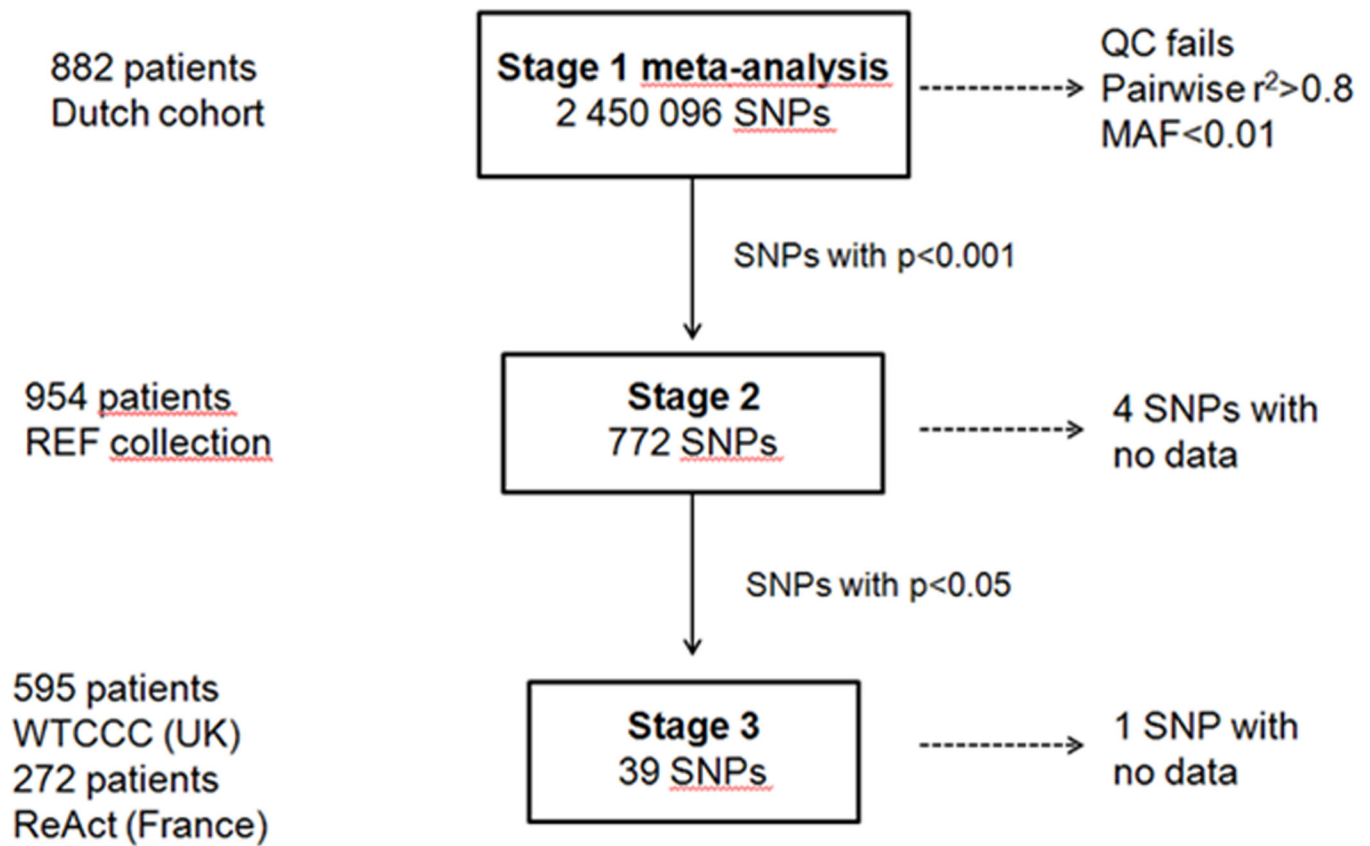 882 patients
Dutch cohort
Stage 1 meta-analysis
2 450 096 SNPs
QC fails
Pairwise r²>0.8
MAF<0.01
SNPs with p<0.001
954 patients
REF collection
Stage 2
772 SNPs
4 SNPs with
no data
SNPs with p<0.05
595 patients
WTCCC (UK)
272 patients
ReAct (France)
Stage 3
39 SNPs
1 SNP with
no data